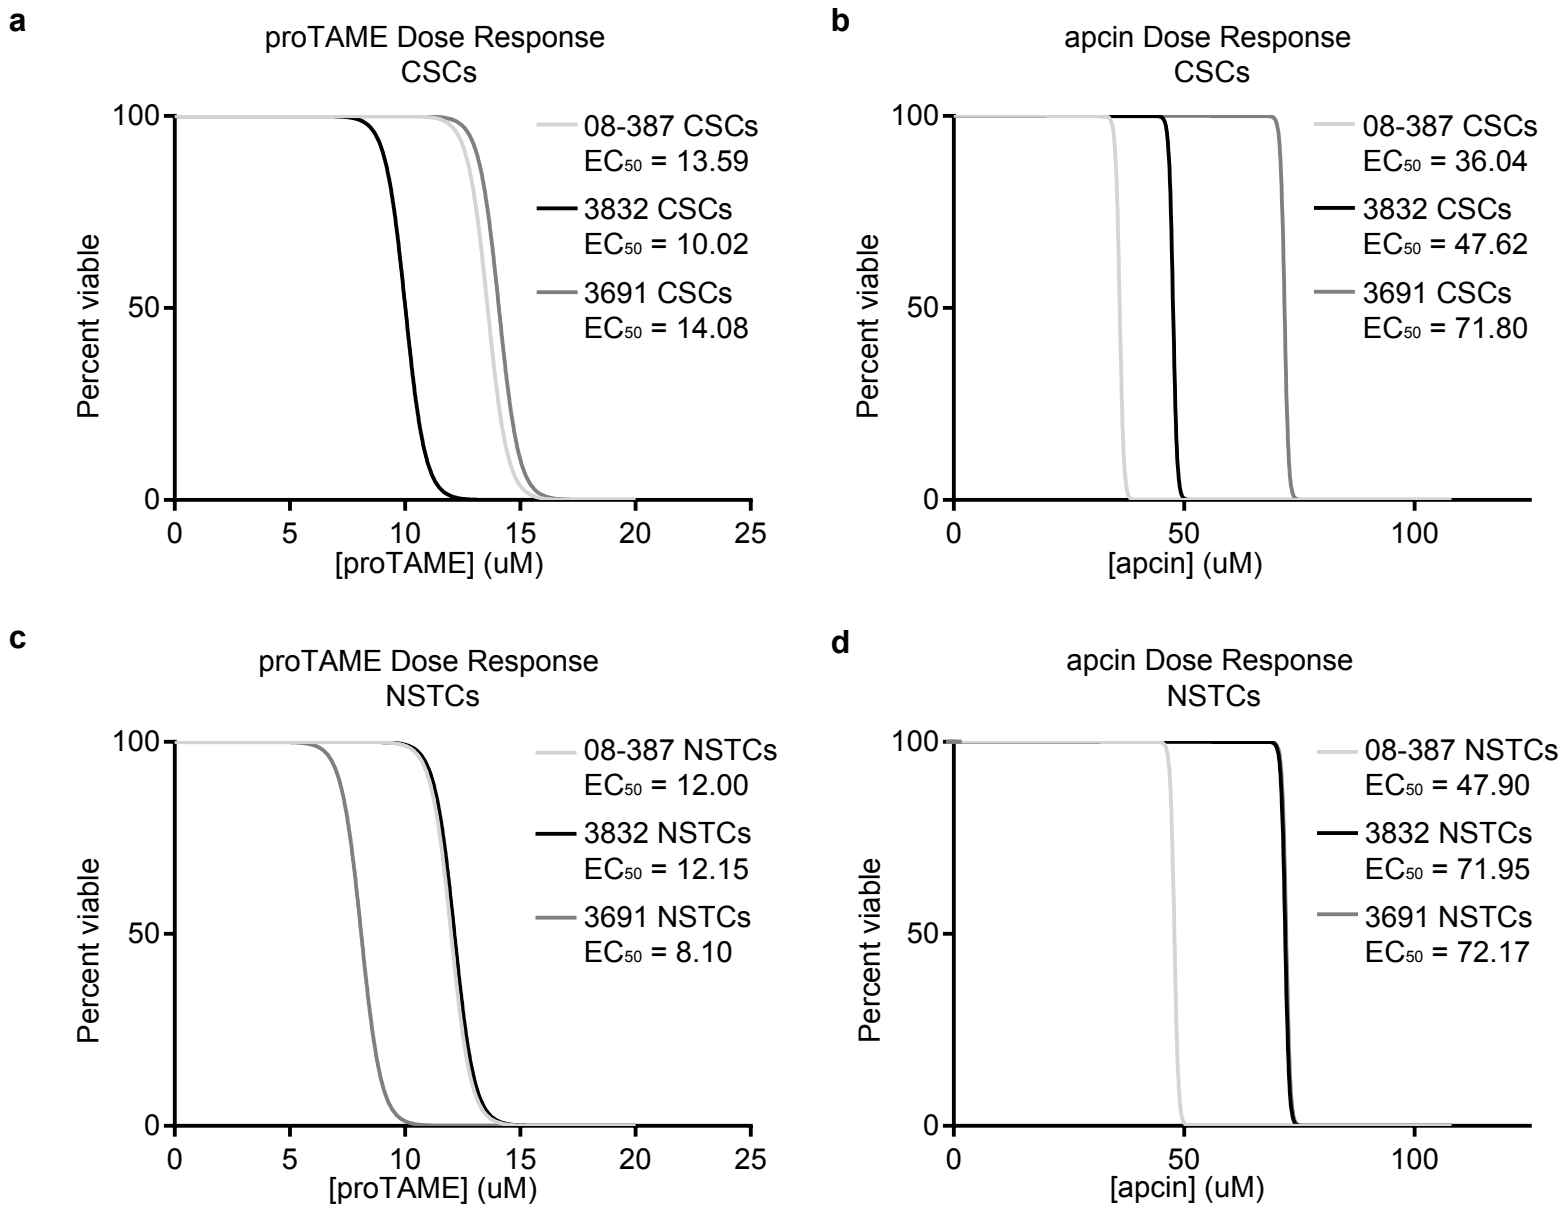 a
proTAME Dose Response
CSCs
100
50
0
0 5 10 15 20 25
Percent viable
[proTAME] (uM)
08-387 CSCs
EC50 = 13.59
3832 CSCs
EC50 = 10.02
3691 CSCs
EC50 = 14.08
b
apcin Dose Response
CSCs
100
50
0
0 50 100
Percent viable
[apcin] (uM)
08-387 CSCs
EC50 = 36.04
3832 CSCs
EC50 = 47.62
3691 CSCs
EC50 = 71.80
c
proTAME Dose Response
NSTCs
100
50
0
0 5 10 15 20 25
Percent viable
[proTAME] (uM)
08-387 NSTCs
EC50 = 12.00
3832 NSTCs
EC50 = 12.15
3691 NSTCs
EC50 = 8.10
d
apcin Dose Response
NSTCs
100
50
0
0 50 100
Percent viable
[apcin] (uM)
08-387 NSTCs
EC50 = 47.90
3832 NSTCs
EC50 = 71.95
3691 NSTCs
EC50 = 72.17